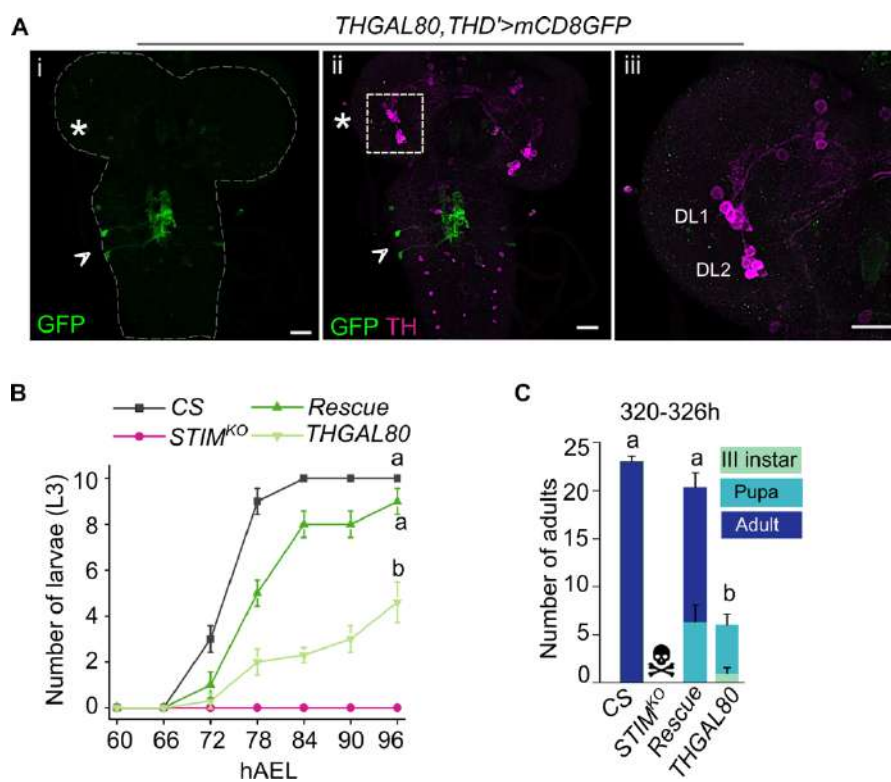 A
THGAL80,THD'>mCD8GFP
i
*
GFP
ii
*
GFP TH
iii
DL1
DL2
B
CS
Rescue
STIM^KO
THGAL80
Number of larvae (L3)
10
8
6
4
2
0
a
a
b
60 66 72 78 84 90 96
hAEL
C
320-326h
Number of adults
25
20
15
10
5
0
a
a
b
III instar
Pupa
Adult
CS
STIM^KO
Rescue
THGAL80